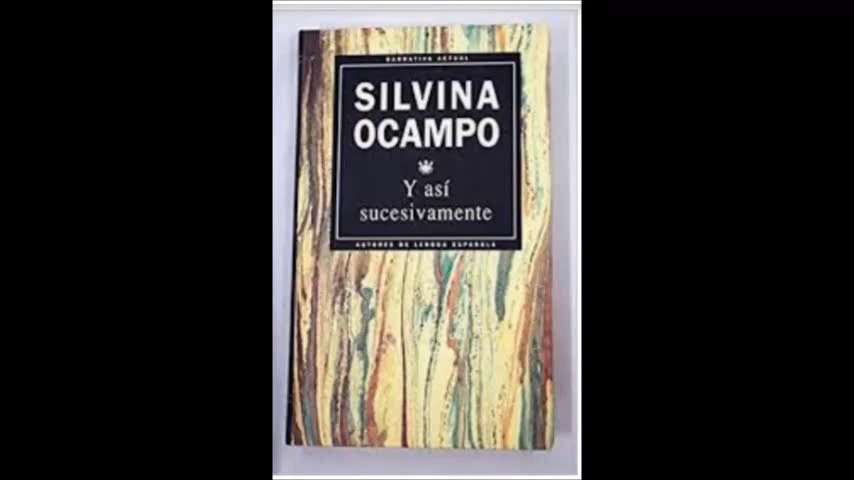 NARRATIVA ACTUAL
SILVINA
OCAMPO
Y así
sucesivamente
AUTORES DE LENGUA ESPAÑOLA